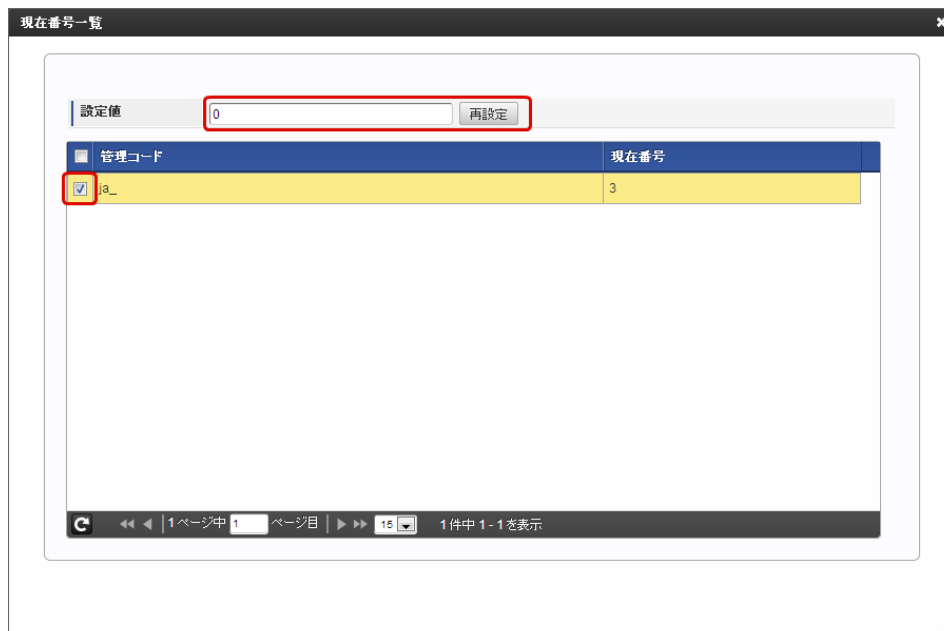 現在番号一覧
設定値 0 再設定
管理コード 現在番号
ja_ 3
1 ページ中 1 ページ目 15 1 件中 1 - 1 を表示